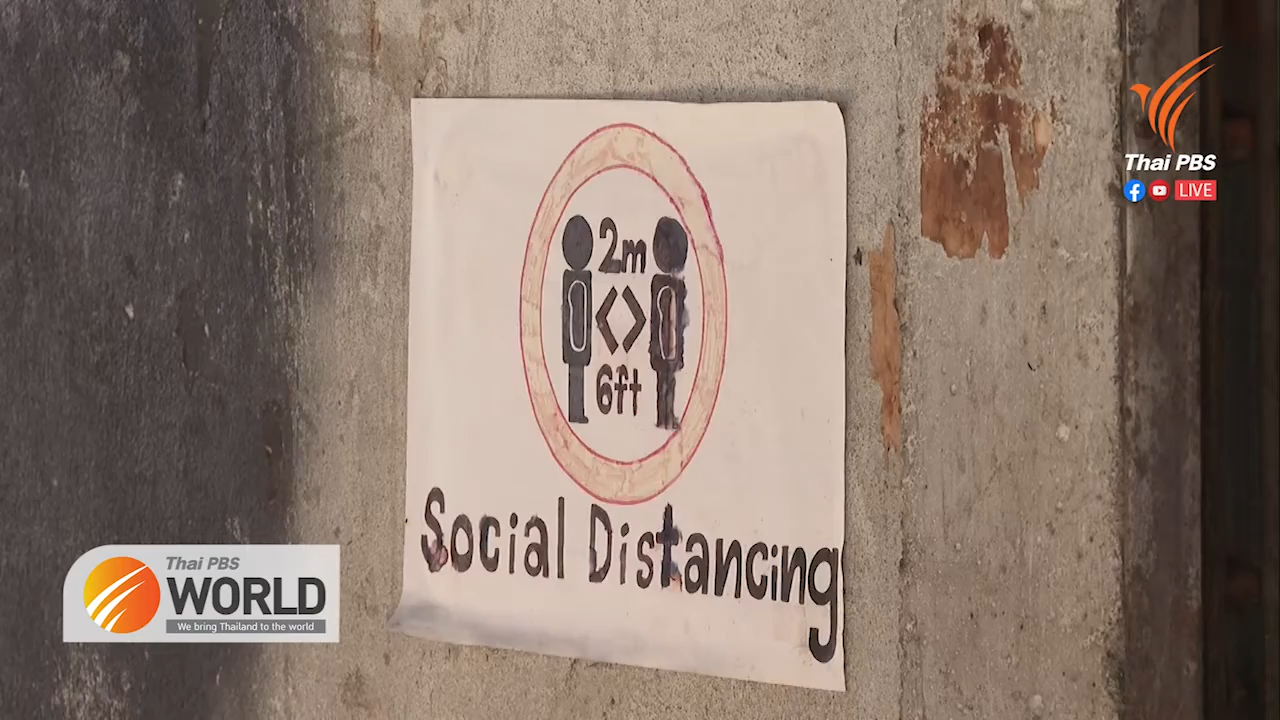 2m
6ft
Social Distancing
Thai PBS
LIVE
Thai PBS
WORLD
We bring Thailand to the world